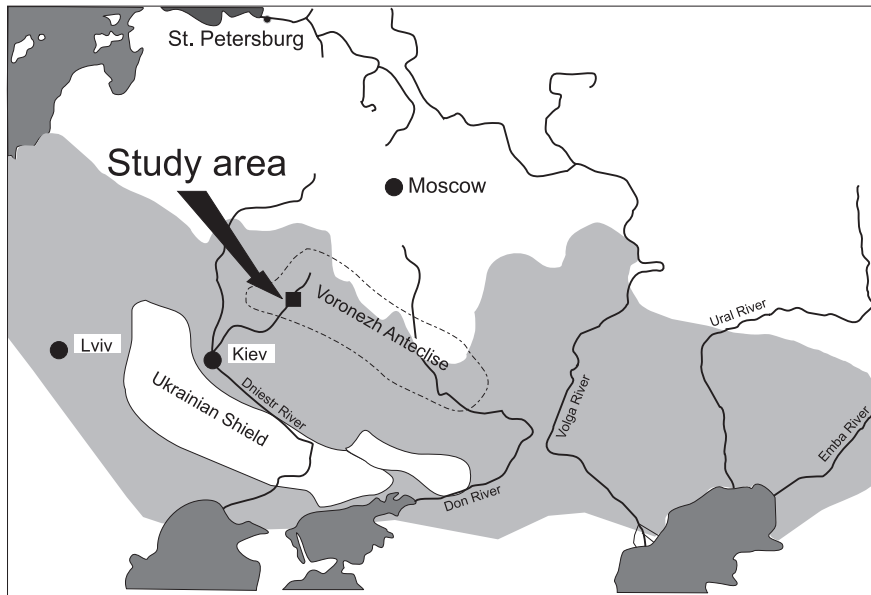 St. Petersburg
Study area
Moscow
Voronezh Anteclise
Ural River
Lviv
Kiev
Dniestr River
Ukrainian Shield
Volga River
Emba River
Don River